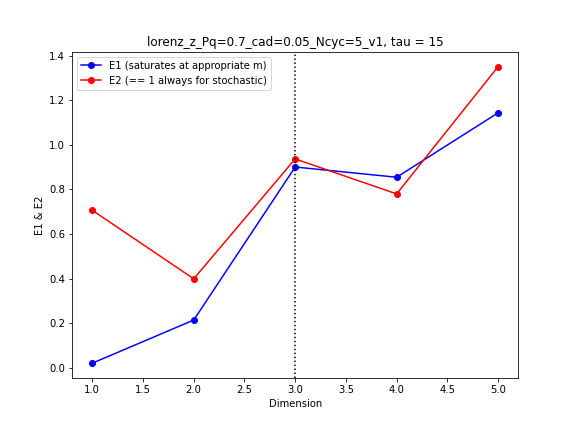 lorenz_z_Pq=0.7_cad=0.05_Ncyc=5_v1, tau = 15
E1 (saturates at appropriate m)
E2 (== 1 always for stochastic)
E1 & E2
1.4
1.2
1.0
0.8
0.6
0.4
0.2
0.0
1.0 1.5 2.0 2.5 3.0 3.5 4.0 4.5 5.0
Dimension